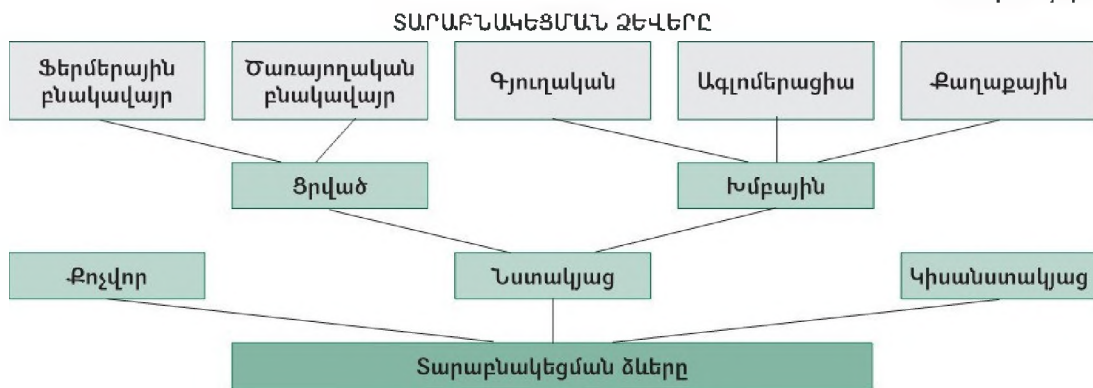 ՏԱՐԱԲՆԱԿԵՑՄԱՆ ՁԵՎԵՐԸ
Ֆերմերային
բնակավայր
Ծառայողական
բնակավայր
Գյուղական
Ագլոմերացիա
Քաղաքային
Ցրված
Խմբային
Քոչվոր
Նստակյաց
Կիսանստակյաց
Տարաբնակեցման ձևերը